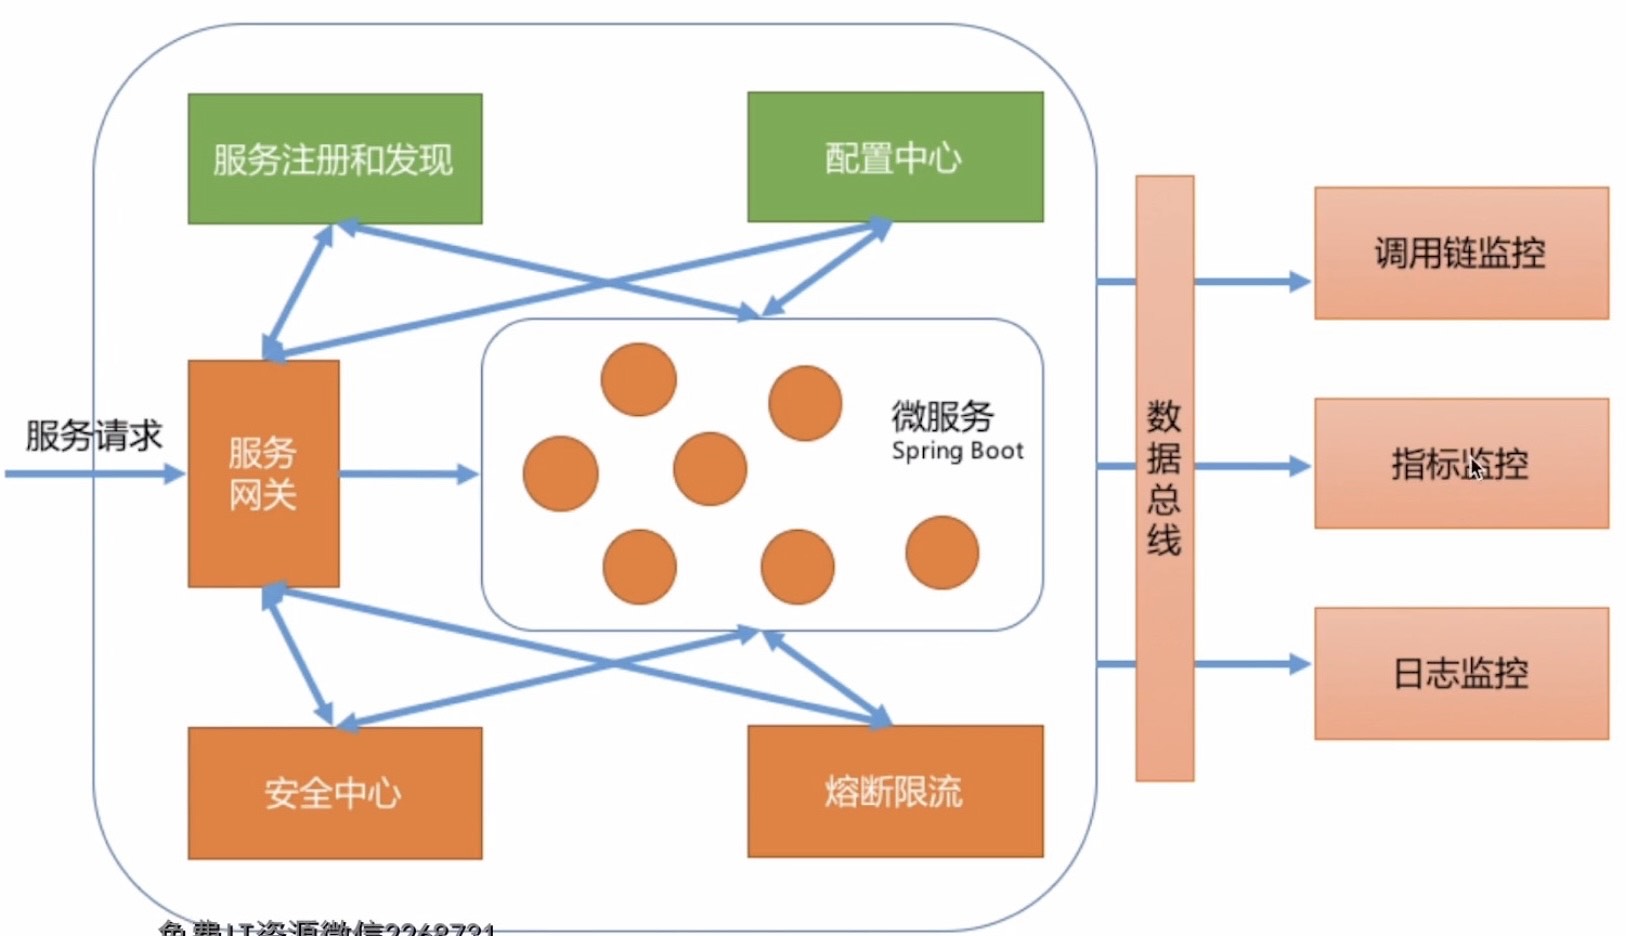 服务注册和发现
配置中心
服务请求
服务
网关
微服务
Spring Boot
安全中心
熔断限流
数
据
总
线
调用链监控
指标监控
日志监控
免费IT资源微信2268731